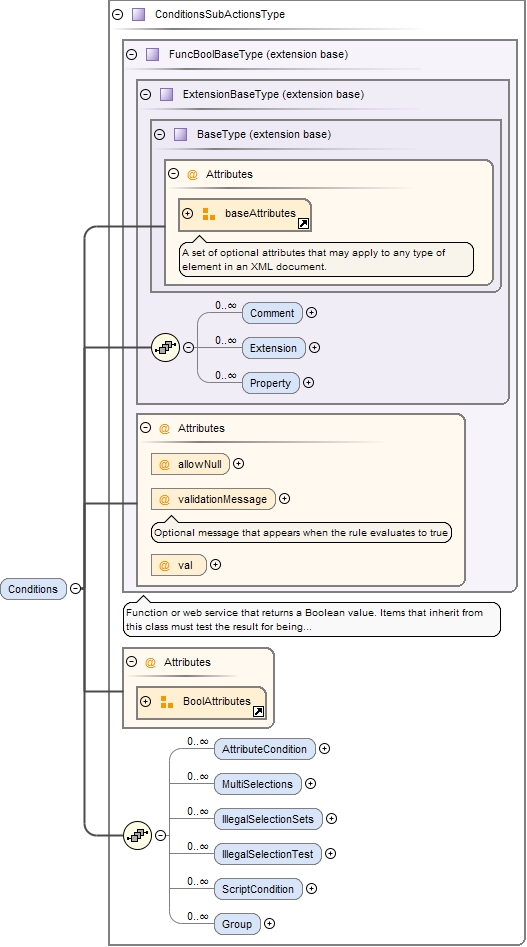 ConditionsSubActionsType
FuncBoolBaseType (extension base)
ExtensionBaseType (extension base)
BaseType (extension base)
@ Attributes
baseAttributes
A set of optional attributes that may apply to any type of
element in an XML document.
0..∞
Comment
0..∞
Extension
0..∞
Property
@ Attributes
@ allowNull
@ validationMessage
Optional message that appears when the rule evaluates to true
@ val
Conditions
Function or web service that returns a Boolean value. Items that inherit from
this class must test the result for being...
@ Attributes
BoolAttributes
0..∞
AttributeCondition
0..∞
MultiSelections
0..∞
IllegalSelectionSets
0..∞
IllegalSelectionTest
0..∞
ScriptCondition
0..∞
Group